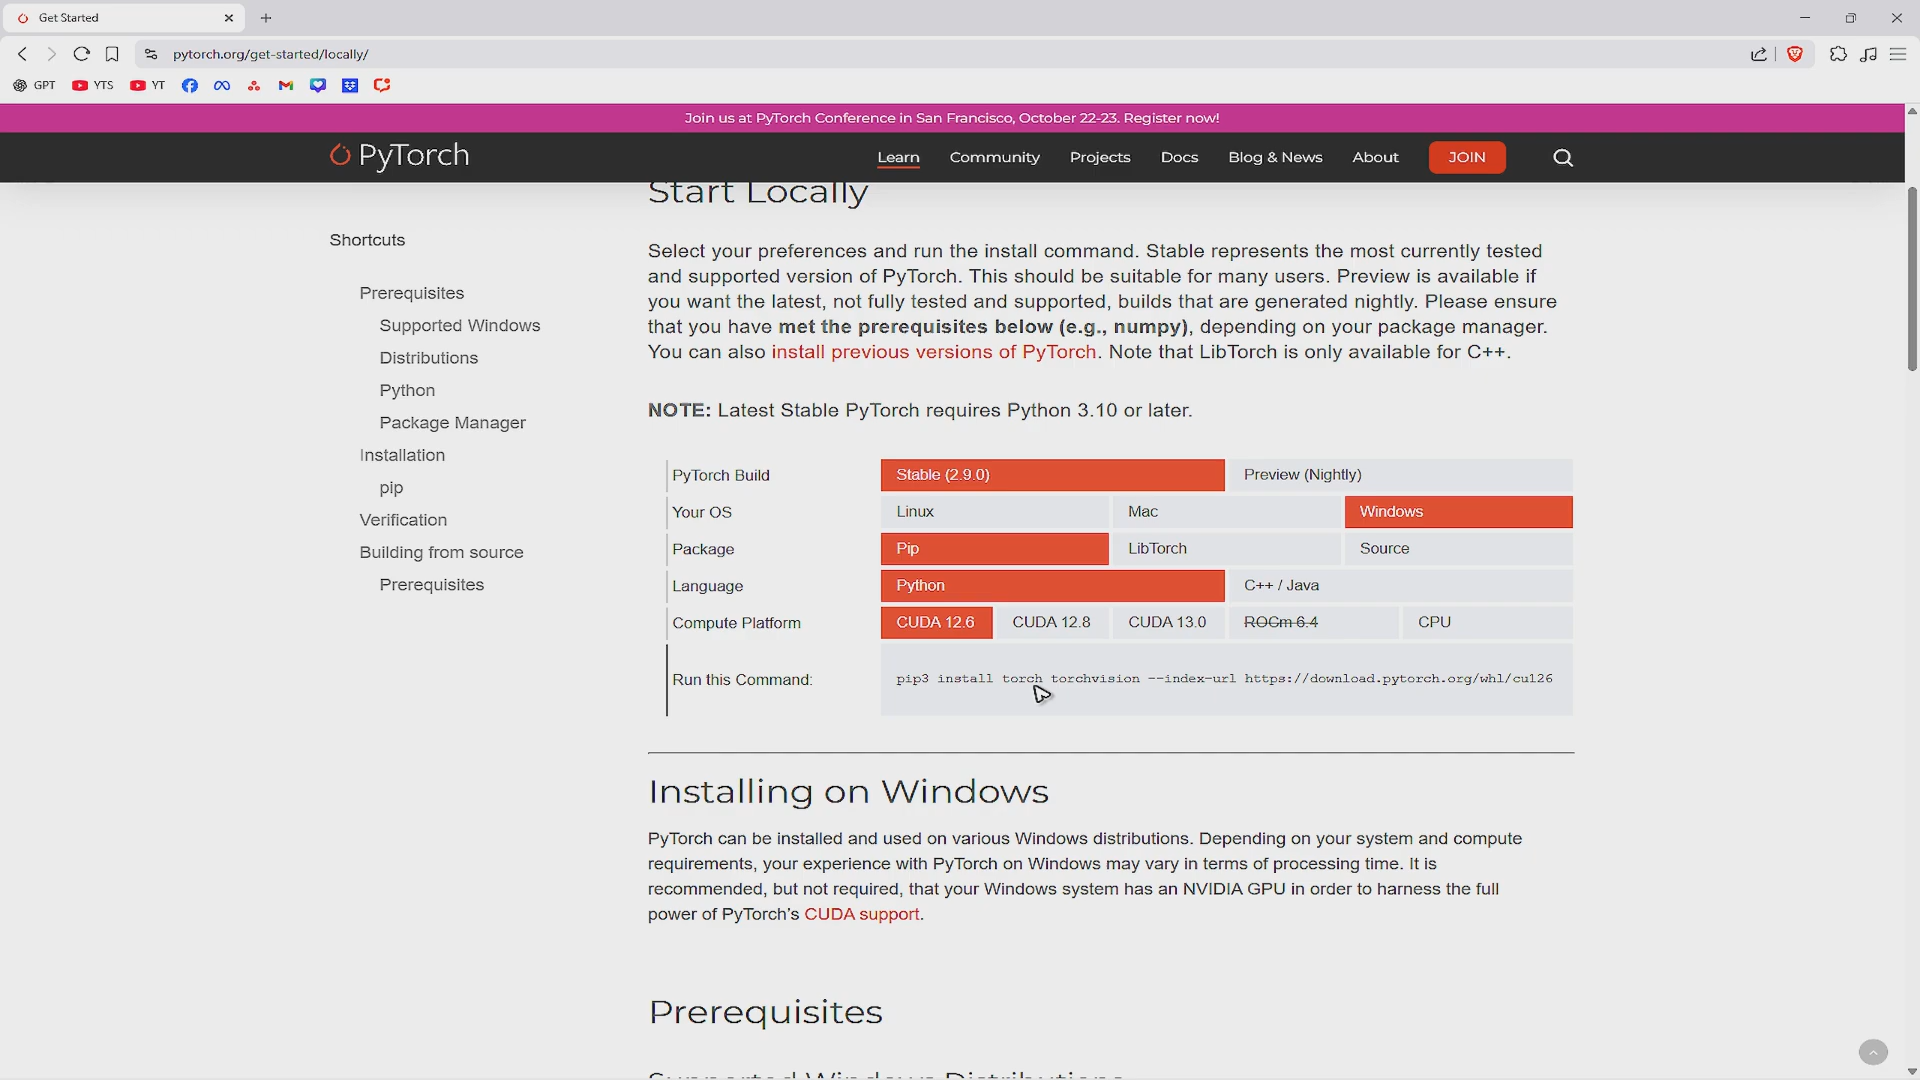 Get Started
pytorch.org/get-started/locally/
GPT
YTS
YT
Join us at PyTorch Conference in San Francisco, October 22-23. Register now!
PyTorch
Learn
Community
Projects
Docs
Blog & News
About
JOIN
Start Locally
Shortcuts
Prerequisites
Supported Windows
Distributions
Python
Package Manager
Installation
pip
Verification
Building from source
Prerequisites
Select your preferences and run the install command. Stable represents the most currently tested
and supported version of PyTorch. This should be suitable for many users. Preview is available if
you want the latest, not fully tested and supported, builds that are generated nightly. Please ensure
that you have met the prerequisites below (e.g., numpy), depending on your package manager.
You can also install previous versions of PyTorch. Note that LibTorch is only available for C++.
NOTE: Latest Stable PyTorch requires Python 3.10 or later.
PyTorch Build Stable (2.9.0) Preview (Nightly)
Your OS Linux Mac Windows
Package Pip LibTorch Source
Language Python C++ / Java
Compute Platform CUDA 12.6 CUDA 12.8 CUDA 13.0 ROCm 6.4 CPU
Run this Command: pip3 install torch torchvision --index-url https://download.pytorch.org/whl/cu126
Installing on Windows
PyTorch can be installed and used on various Windows distributions. Depending on your system and compute
requirements, your experience with PyTorch on Windows may vary in terms of processing time. It is
recommended, but not required, that your Windows system has an NVIDIA GPU in order to harness the full
power of PyTorch's CUDA support.
Prerequisites
Supported Windows Distributions